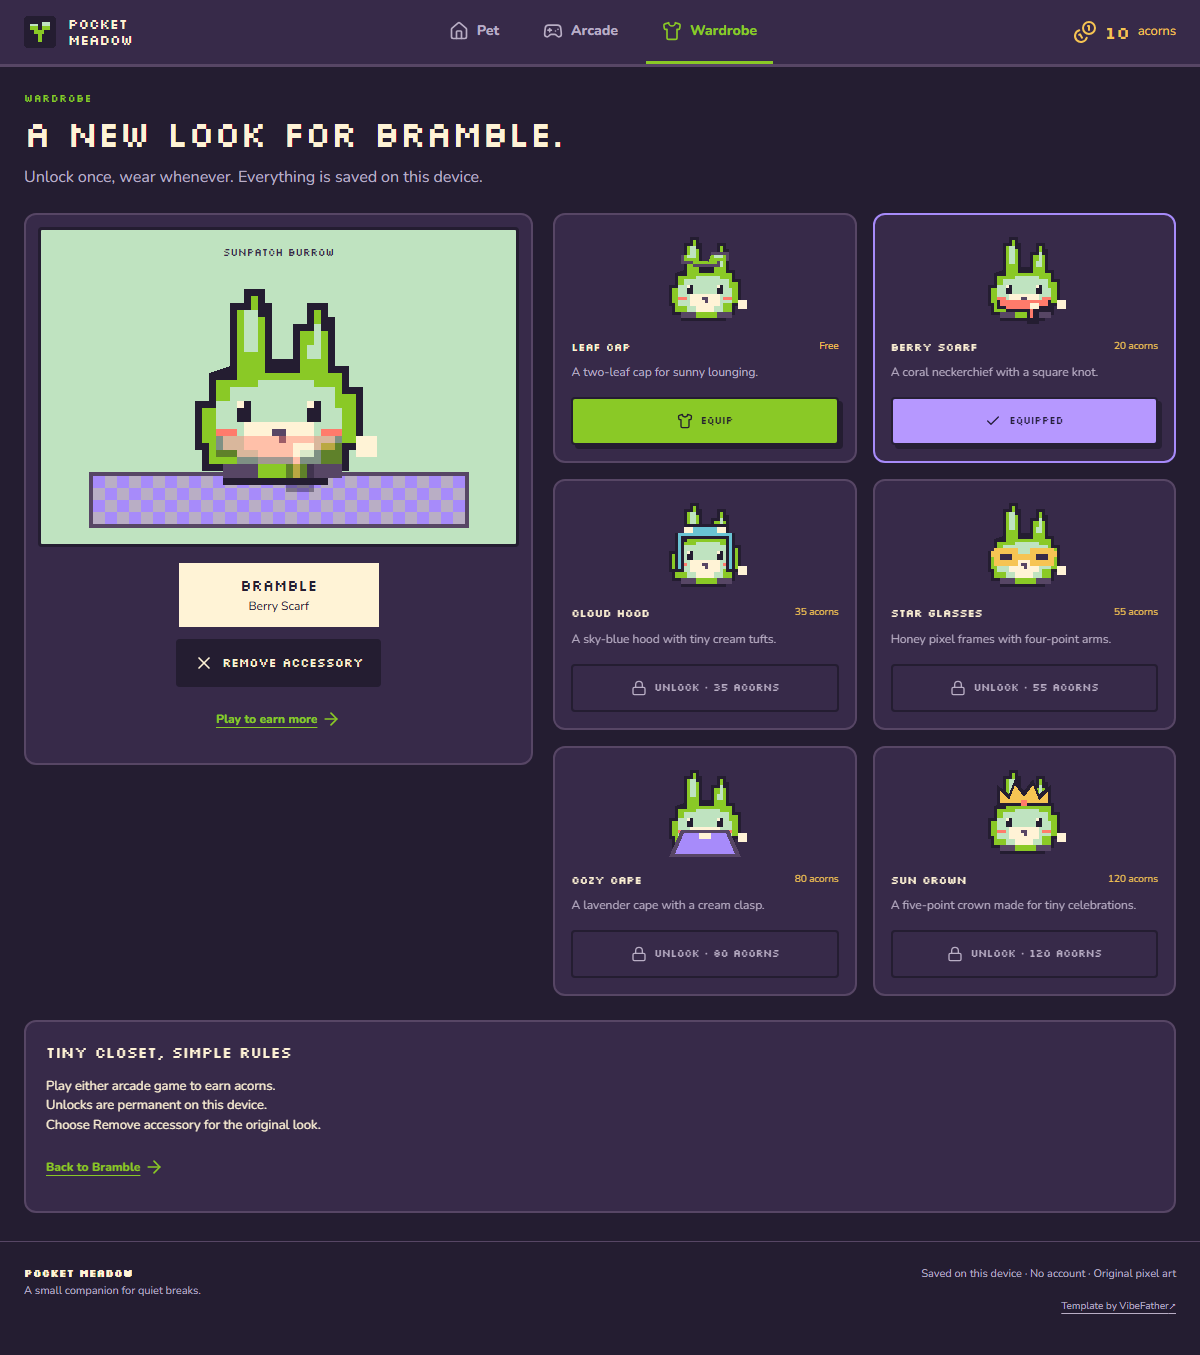 POCKET
MEADOW
Pet
Arcade
Wardrobe
10 acorns
WARDROBE
A NEW LOOK FOR BRAMBLE.
Unlock once, wear whenever. Everything is saved on this device.
SUNPATCH BURROW
BRAMBLE
Berry Scarf
REMOVE ACCESSORY
Play to earn more
LEAF CAP
Free
A two-leaf cap for sunny lounging.
EQUIP
BERRY SCARF
20 acorns
A coral neckerchief with a square knot.
EQUIPPED
CLOUD HOOD
35 acorns
A sky-blue hood with tiny cream tufts.
UNLOCK · 35 ACORNS
STAR GLASSES
55 acorns
Honey pixel frames with four-point arms.
UNLOCK · 55 ACORNS
COZY CAPE
80 acorns
A lavender cape with a cream clasp.
UNLOCK · 80 ACORNS
SUN CROWN
120 acorns
A five-point crown made for tiny celebrations.
UNLOCK · 120 ACORNS
TINY CLOSET, SIMPLE RULES
Play either arcade game to earn acorns.
Unlocks are permanent on this device.
Choose Remove accessory for the original look.
Back to Bramble
POCKET MEADOW
A small companion for quiet breaks.
Saved on this device · No account · Original pixel art
Template by VibeFather↗